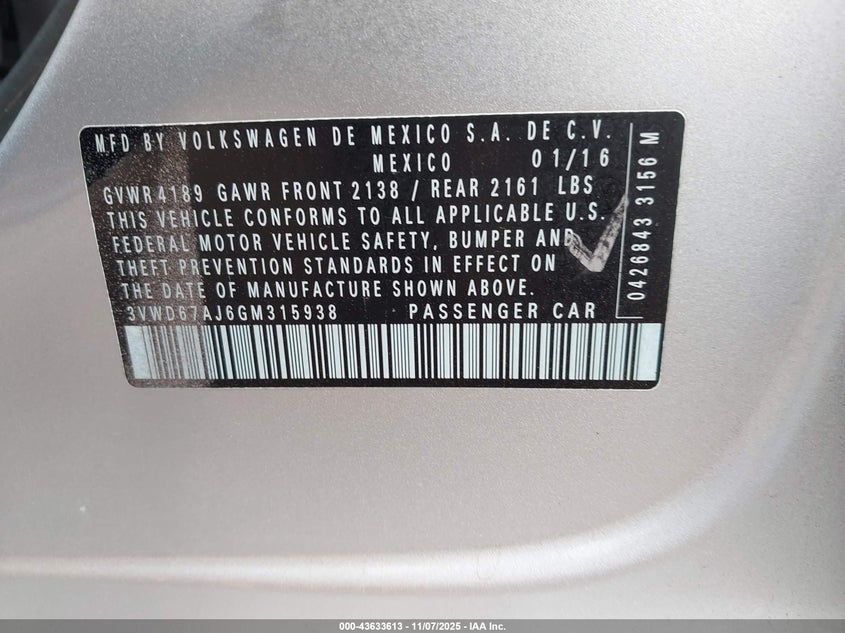 MFD BY VOLKSWAGEN DE MEXICO S.A. DE C.V.
MEXICO 01/16
GVWR 4189 GAWR FRONT 2138 / REAR 2161 LBS
THIS VEHICLE CONFORMS TO ALL APPLICABLE U.S.
FEDERAL MOTOR VEHICLE SAFETY, BUMPER AND
THEFT PREVENTION STANDARDS IN EFFECT ON
THE DATE OF MANUFACTURE SHOWN ABOVE.
3VWD67AJ6GM315938 PASSENGER CAR
0426843 3156 M
000-43633613 - 11/07/2025 - IAA Inc.